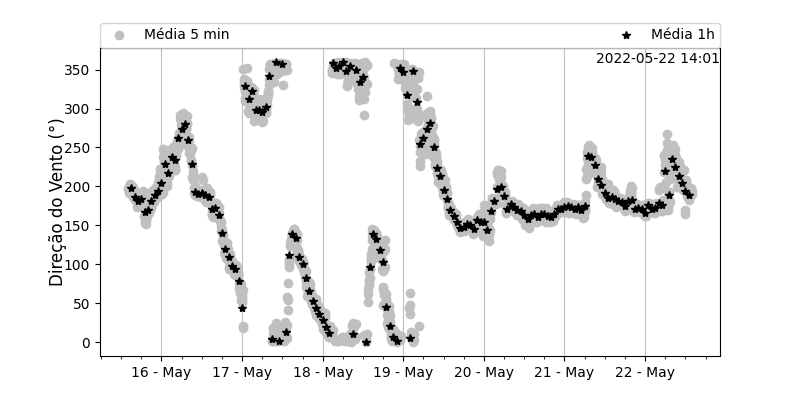 Média 5 min
Média 1h
2022-05-22 14:01
Direção do Vento (°)
350
300
250
200
150
100
50
0
16 - May
17 - May
18 - May
19 - May
20 - May
21 - May
22 - May